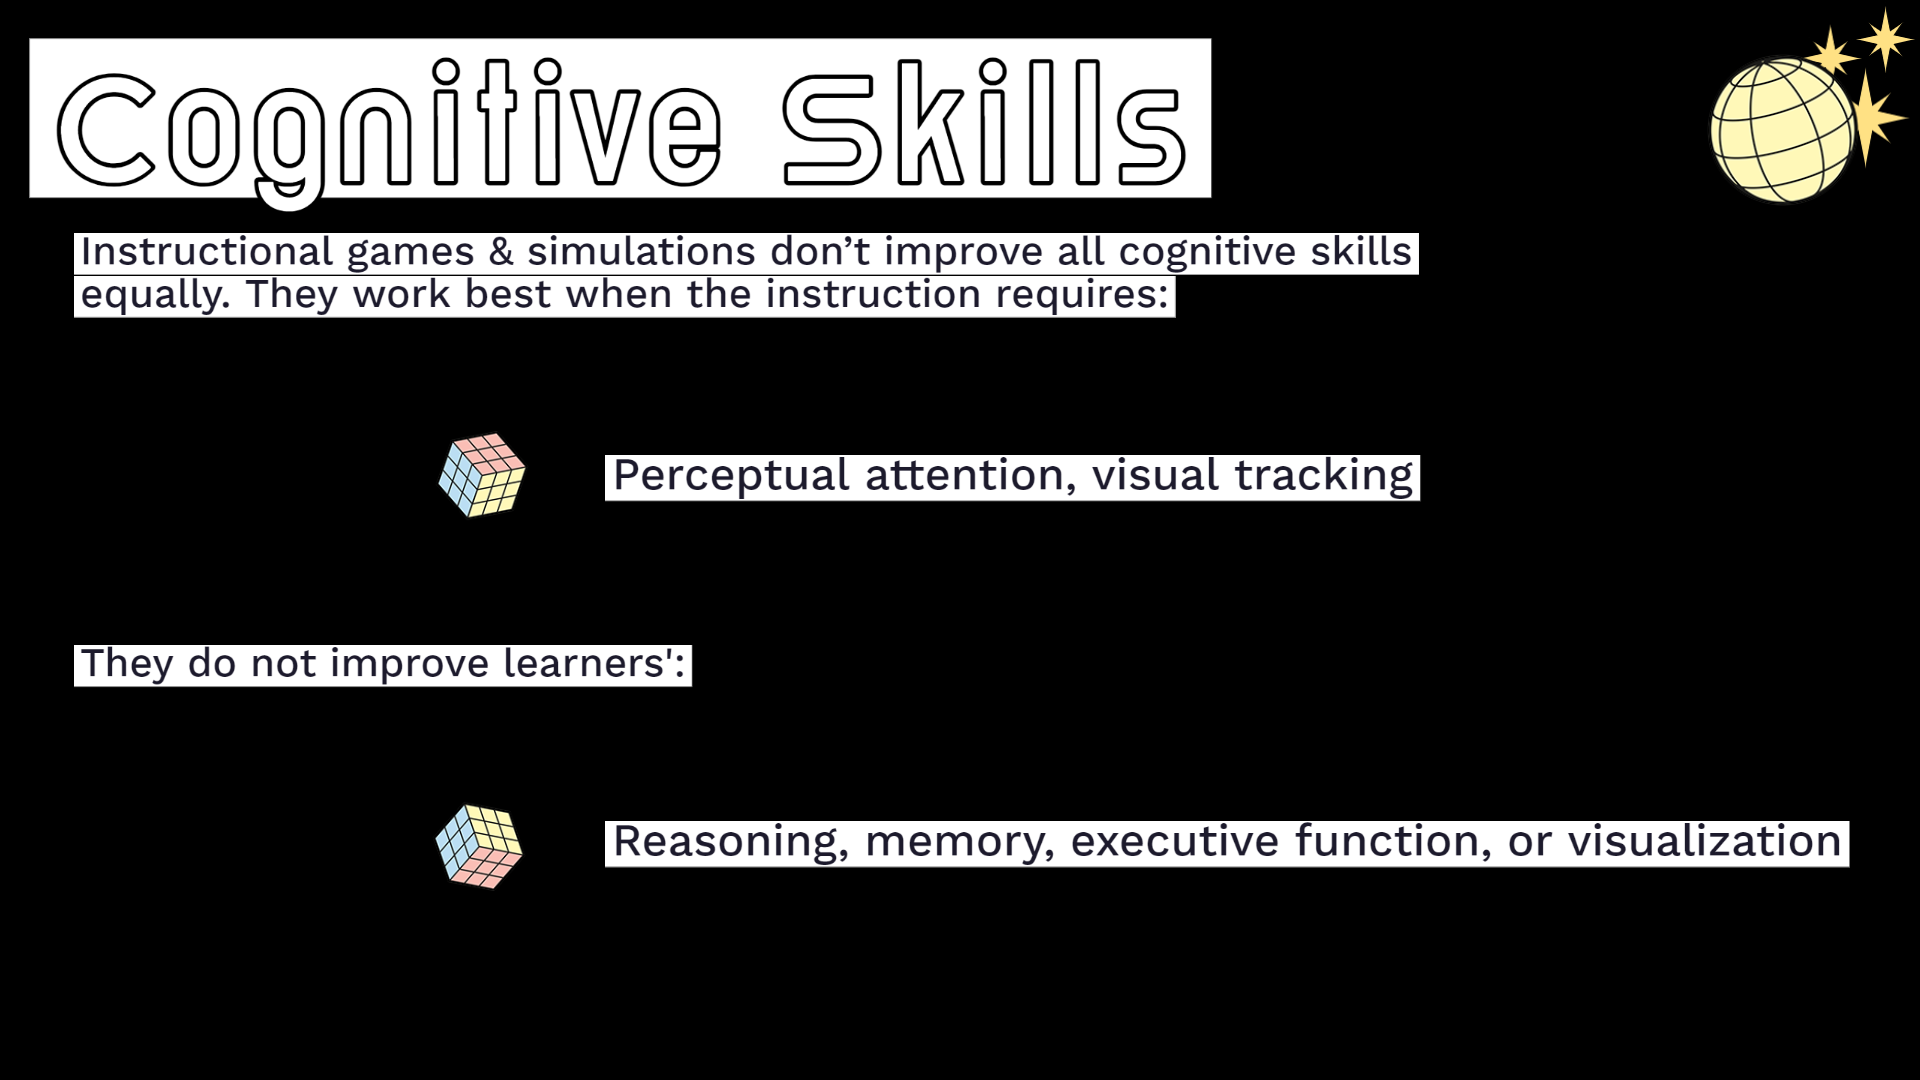 Cognitive Skills
Instructional games & simulations don’t improve all cognitive skills
equally. They work best when the instruction requires:
Perceptual attention, visual tracking
They do not improve learners':
Reasoning, memory, executive function, or visualization